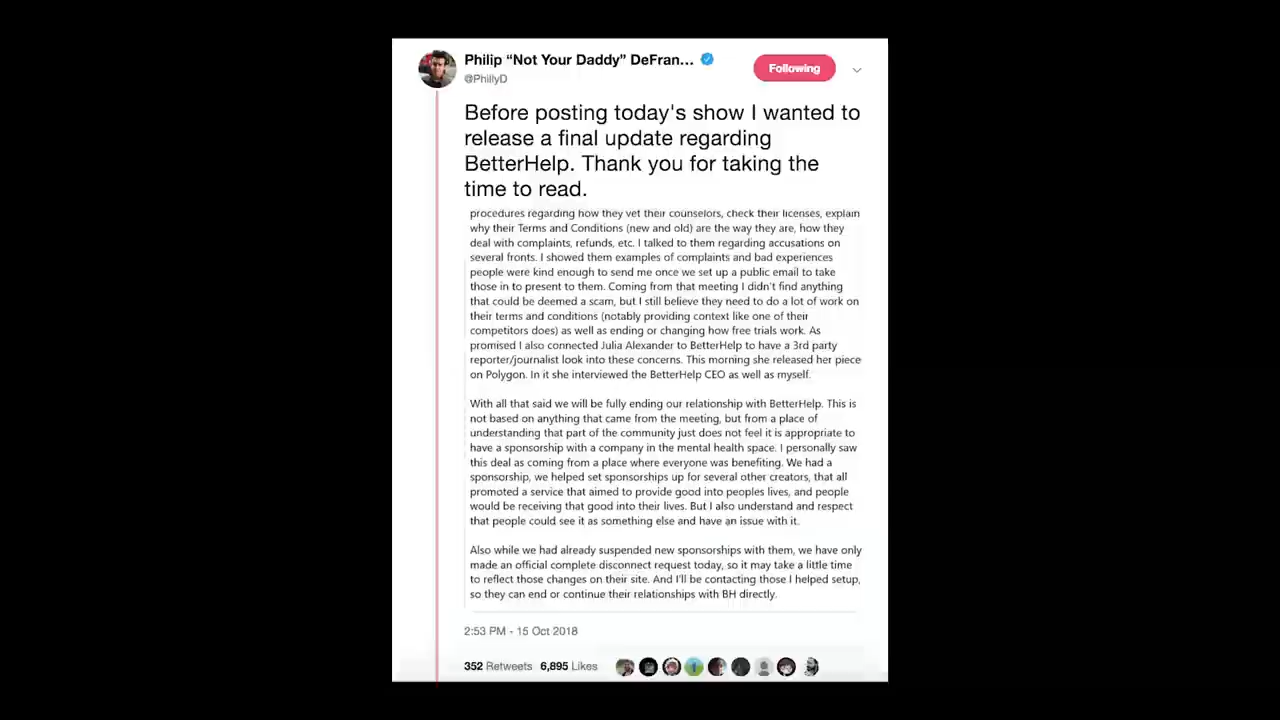 Philip “Not Your Daddy” DeFran...
Following
@PhillyD
Before posting today's show I wanted to
release a final update regarding
BetterHelp. Thank you for taking the
time to read.
procedures regarding how they vet their counselors, check their licenses, explain
why their Terms and Conditions (new and old) are the way they are, how they
deal with complaints, refunds, etc. I talked to them regarding accusations on
several fronts. I showed them examples of complaints and bad experiences
people were kind enough to send me once we set up a public email to take
those in to present to them. Coming from that meeting I didn't find anything
that could be deemed a scam, but I still believe they need to do a lot of work on
their terms and conditions (notably providing context like one of their
competitors does) as well as ending or changing how free trials work. As
promised I also connected Julia Alexander to BetterHelp to have a 3rd party
reporter/journalist look into these concerns. This morning she released her piece
on Polygon. In it she interviewed the BetterHelp CEO as well as myself.
With all that said we will be fully ending our relationship with BetterHelp. This is
not based on anything that came from the meeting, but from a place of
understanding that part of the community just does not feel it is appropriate to
have a sponsorship with a company in the mental health space. I personally saw
this deal as coming from a place where everyone was benefiting. We had a
sponsorship, we helped set sponsorships up for several other creators, that all
promoted a service that aimed to provide good into peoples lives, and people
would be receiving that good into their lives. But I also understand and respect
that people could see it as something else and have an issue with it.
Also while we had already suspended new sponsorships with them, we have only
made an official complete disconnect request today, so it may take a little time
to reflect those changes on their site. And I'll be contacting those I helped setup,
so they can end or continue their relationships with BH directly.
2:53 PM - 15 Oct 2018
352 Retweets 6,895 Likes